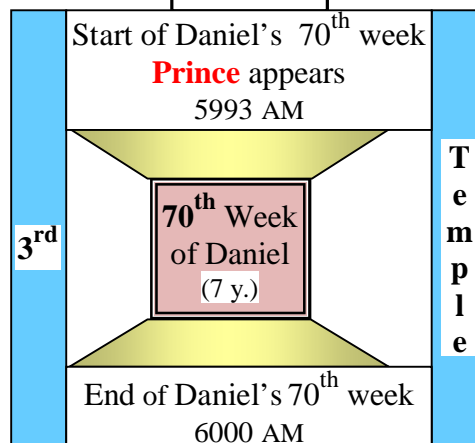 Start of Daniel's 70th week
Prince appears
5993 AM
3rd
70th Week
of Daniel
(7 y.)
Temple
End of Daniel's 70th week
6000 AM